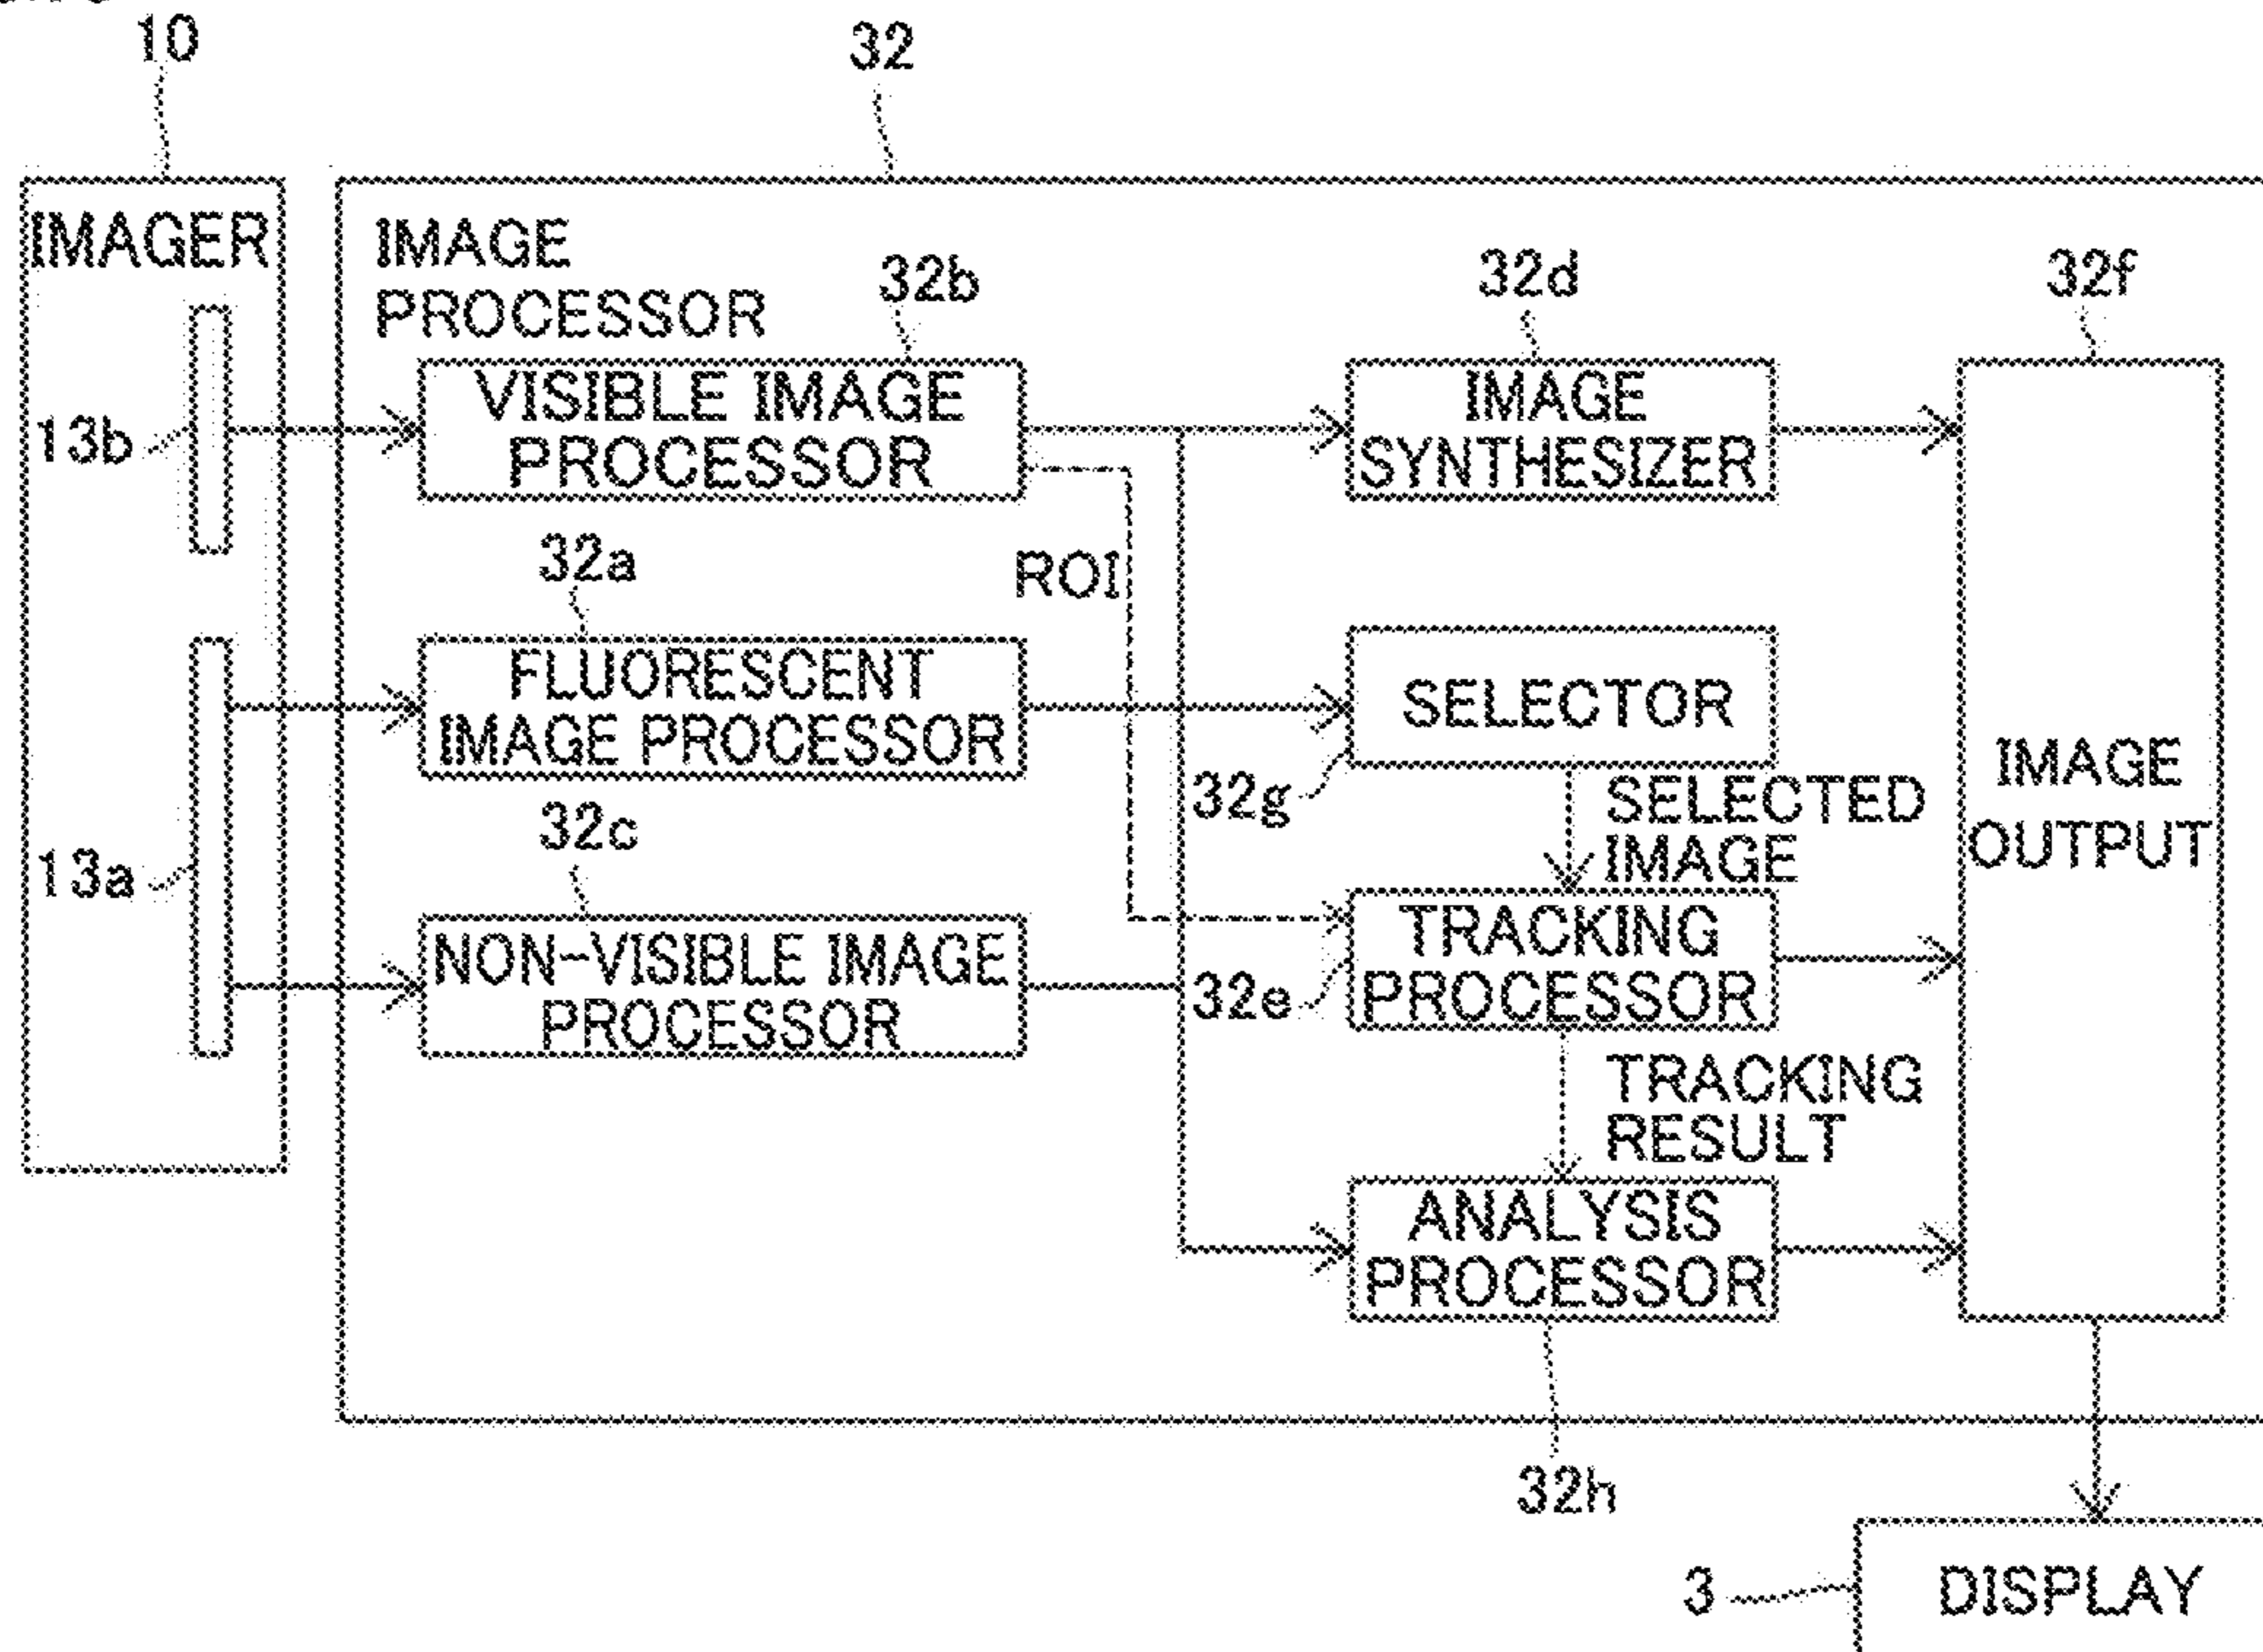 10
32
IMAGER
IMAGE
PROCESSOR
32b
32d
32f
VISIBLE IMAGE
PROCESSOR
IMAGE
SYNTHESIZER
13b
32a
ROI
FLUORESCENT
IMAGE PROCESSOR
SELECTOR
32g
SELECTED
IMAGE
IMAGE
OUTPUT
32c
13a
NON-VISIBLE IMAGE
PROCESSOR
TRACKING
PROCESSOR
32e
TRACKING
RESULT
ANALYSIS
PROCESSOR
32h
3
DISPLAY